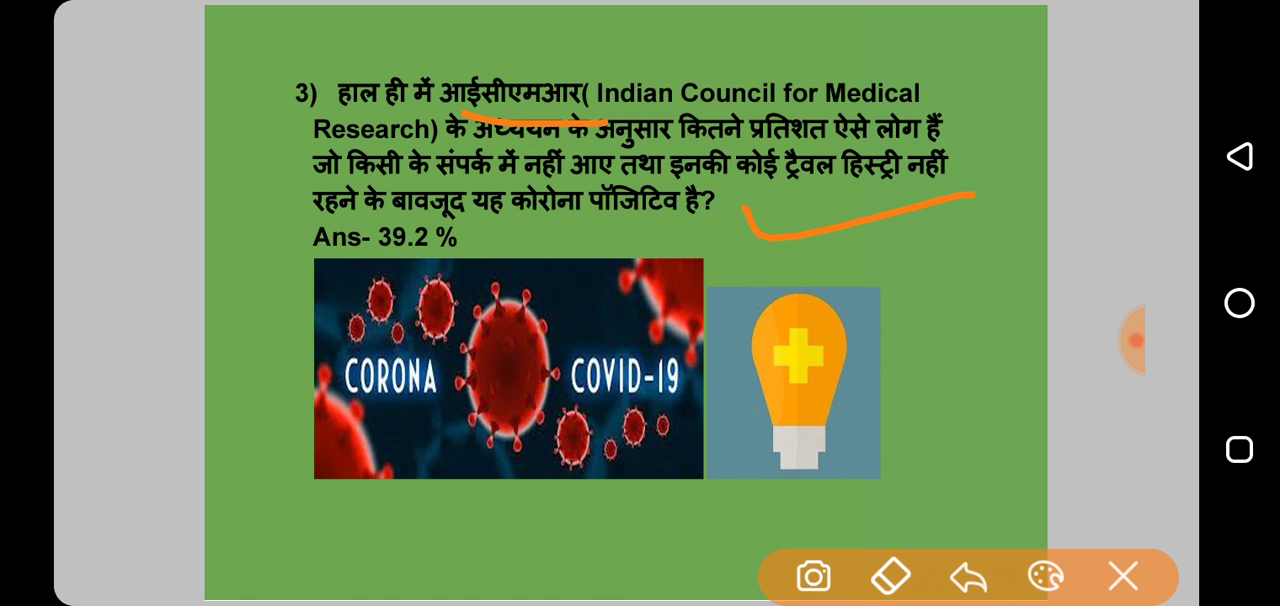 3) हाल ही में आईसीएमआर( Indian Council for Medical
Research) के अध्ययन के अनुसार कितने प्रतिशत ऐसे लोग हैं
जो किसी के संपर्क में नहीं आए तथा इनकी कोई ट्रैवल हिस्ट्री नहीं
रहने के बावजूद यह कोरोना पॉजिटिव है?
Ans- 39.2 %
CORONA COVID-19